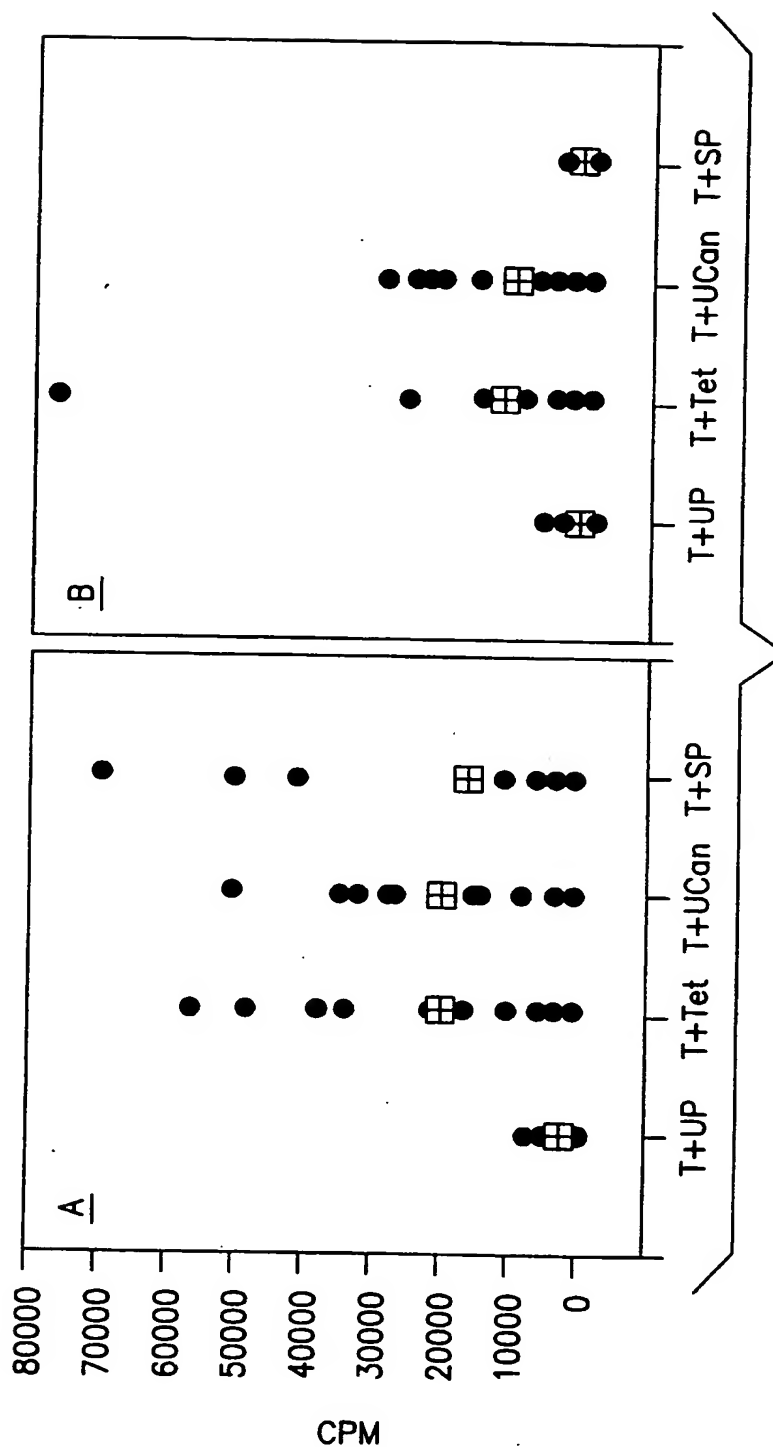 CPM
80000
70000
60000
50000
40000
30000
20000
10000
0
A
T+UP
T+Tet
T+UCan
T+SP
B
T+UP
T+Tet
T+UCan
T+SP